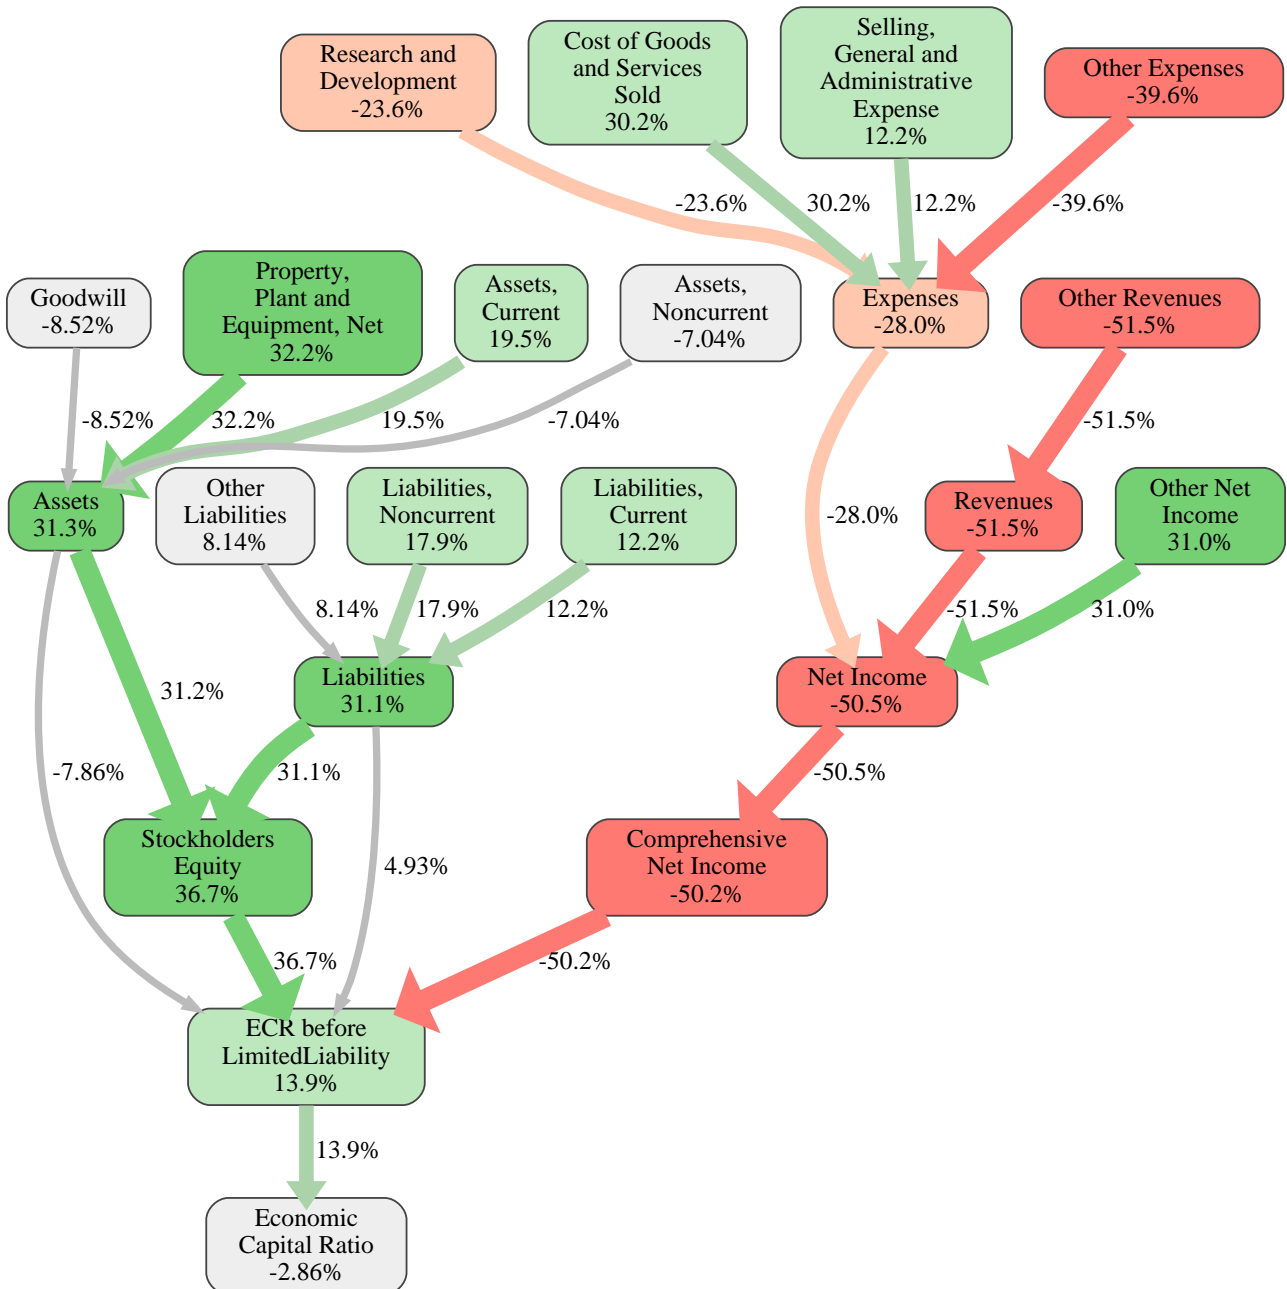 Research and
Development
-23.6%
Cost of Goods
and Services
Sold
30.2%
Selling,
General and
Administrative
Expense
12.2%
Other Expenses
-39.6%
-23.6%
30.2%
12.2%
-39.6%
Goodwill
-8.52%
Property,
Plant and
Equipment, Net
32.2%
Assets,
Current
19.5%
Assets,
Noncurrent
-7.04%
Expenses
-28.0%
Other Revenues
-51.5%
-8.52%
32.2%
19.5%
-7.04%
-51.5%
Assets
31.3%
Other
Liabilities
8.14%
Liabilities,
Noncurrent
17.9%
Liabilities,
Current
12.2%
-28.0%
Revenues
-51.5%
Other Net
Income
31.0%
8.14%
17.9%
12.2%
-51.5%
31.0%
31.2%
Liabilities
31.1%
Net Income
-50.5%
-7.86%
31.1%
-50.5%
Stockholders
Equity
36.7%
4.93%
Comprehensive
Net Income
-50.2%
36.7%
-50.2%
ECR before
LimitedLiability
13.9%
13.9%
Economic
Capital Ratio
-2.86%